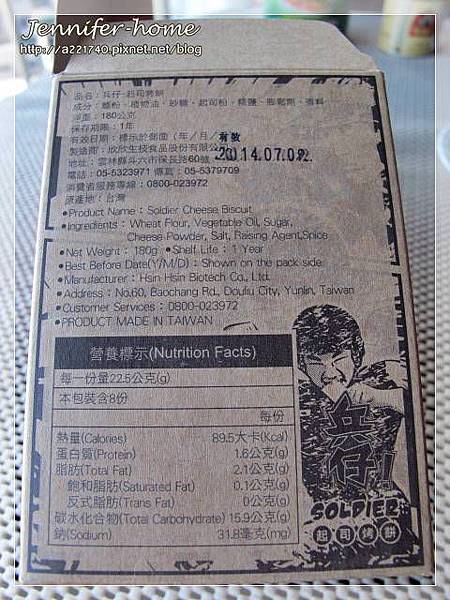 Jennifer-home
http://a221740.pixnet.net/blog
品名：兵仔-起司烤餅
成分：麵粉、植物油、砂糖、起司粉、精鹽、膨鬆劑、香料
淨重：180公克
保存期限：1年
有效日期：標示於側面（年／月／
有效
2014.07.02.
製造商：欣欣生技食品股份有限公
地址：雲林縣斗六市保長路60號
電話：05-5323971 傳真：05-5379709
消費者服務專線：0800-023972
原產地：台灣
•Product Name：Soldier Cheese Biscuit
•Ingredients：Wheat Flour, Vegetable Oil, Sugar,
Cheese Powder, Salt, Raising Agent,Spice
•Net Weight：180g •Shelf Life：1 Year
•Best Before Date(Y/M/D)：Shown on the pack side
•Manufacturer：Hsin Hsin Biotech Co., Ltd.
•Address：No.60, Baochang Rd., Douliu City, Yunlin, Taiwan
•Customer Services：0800-023972
•PRODUCT MADE IN TAIWAN
營養標示(Nutrition Facts)
每一份量22.5公克(g)
本包裝含8份
每份
熱量(Calories) 89.5大卡(Kcal)
蛋白質(Protein) 1.6公克(g)
脂肪(Total Fat) 2.1公克(g)
飽和脂肪(Saturated Fat) 0.1公克(g)
反式脂肪(Trans Fat) 0公克(g)
碳水化合物(Total Carbohydrate) 15.9公克(g)
鈉(Sodium) 31.8毫克(mg)
兵仔!
SOLDIER
起司烤餅